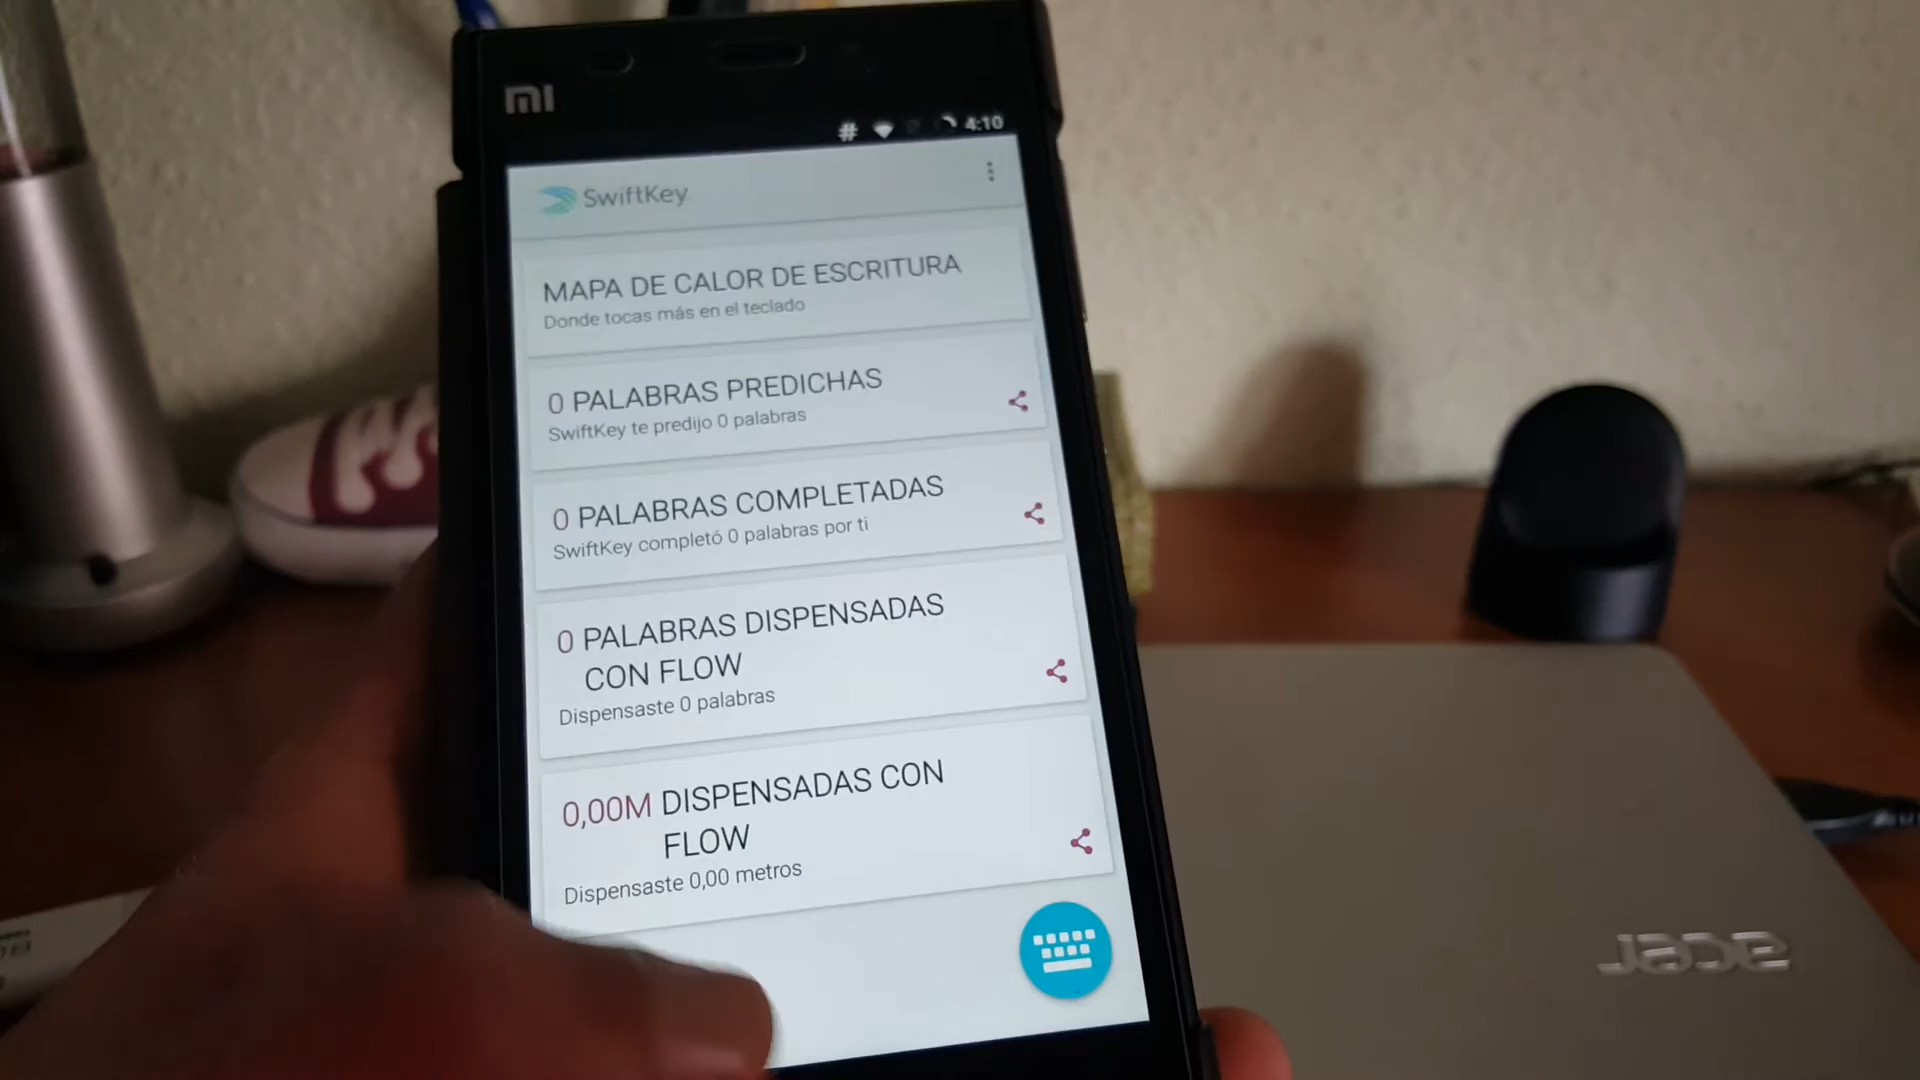 mi
4:10
SwiftKey
MAPA DE CALOR DE ESCRITURA
Donde tocas más en el teclado
0 PALABRAS PREDICHAS
SwiftKey te predijo 0 palabras
0 PALABRAS COMPLETADAS
SwiftKey completó 0 palabras por ti
0 PALABRAS DISPENSADAS
CON FLOW
Dispensaste 0 palabras
0,00M DISPENSADAS CON
FLOW
Dispensaste 0,00 metros
acer